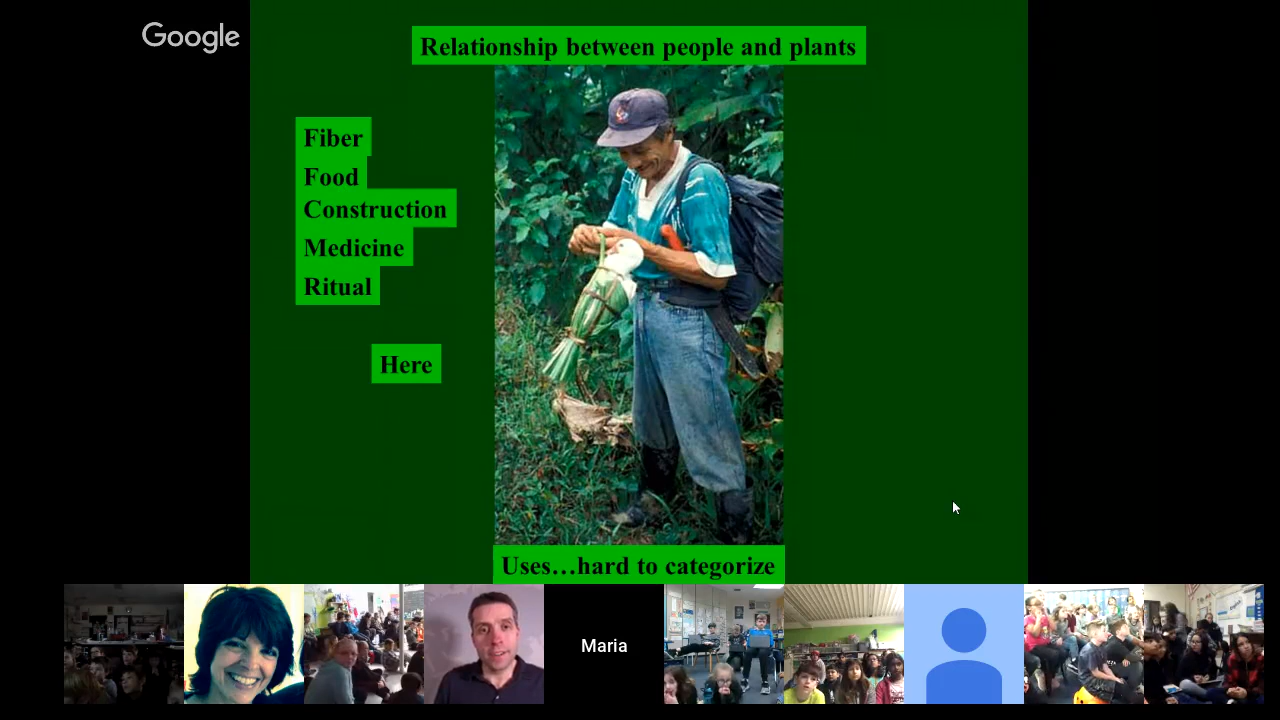 Google
Relationship between people and plants
Fiber
Food
Construction
Medicine
Ritual
Here
Uses…hard to categorize
Maria